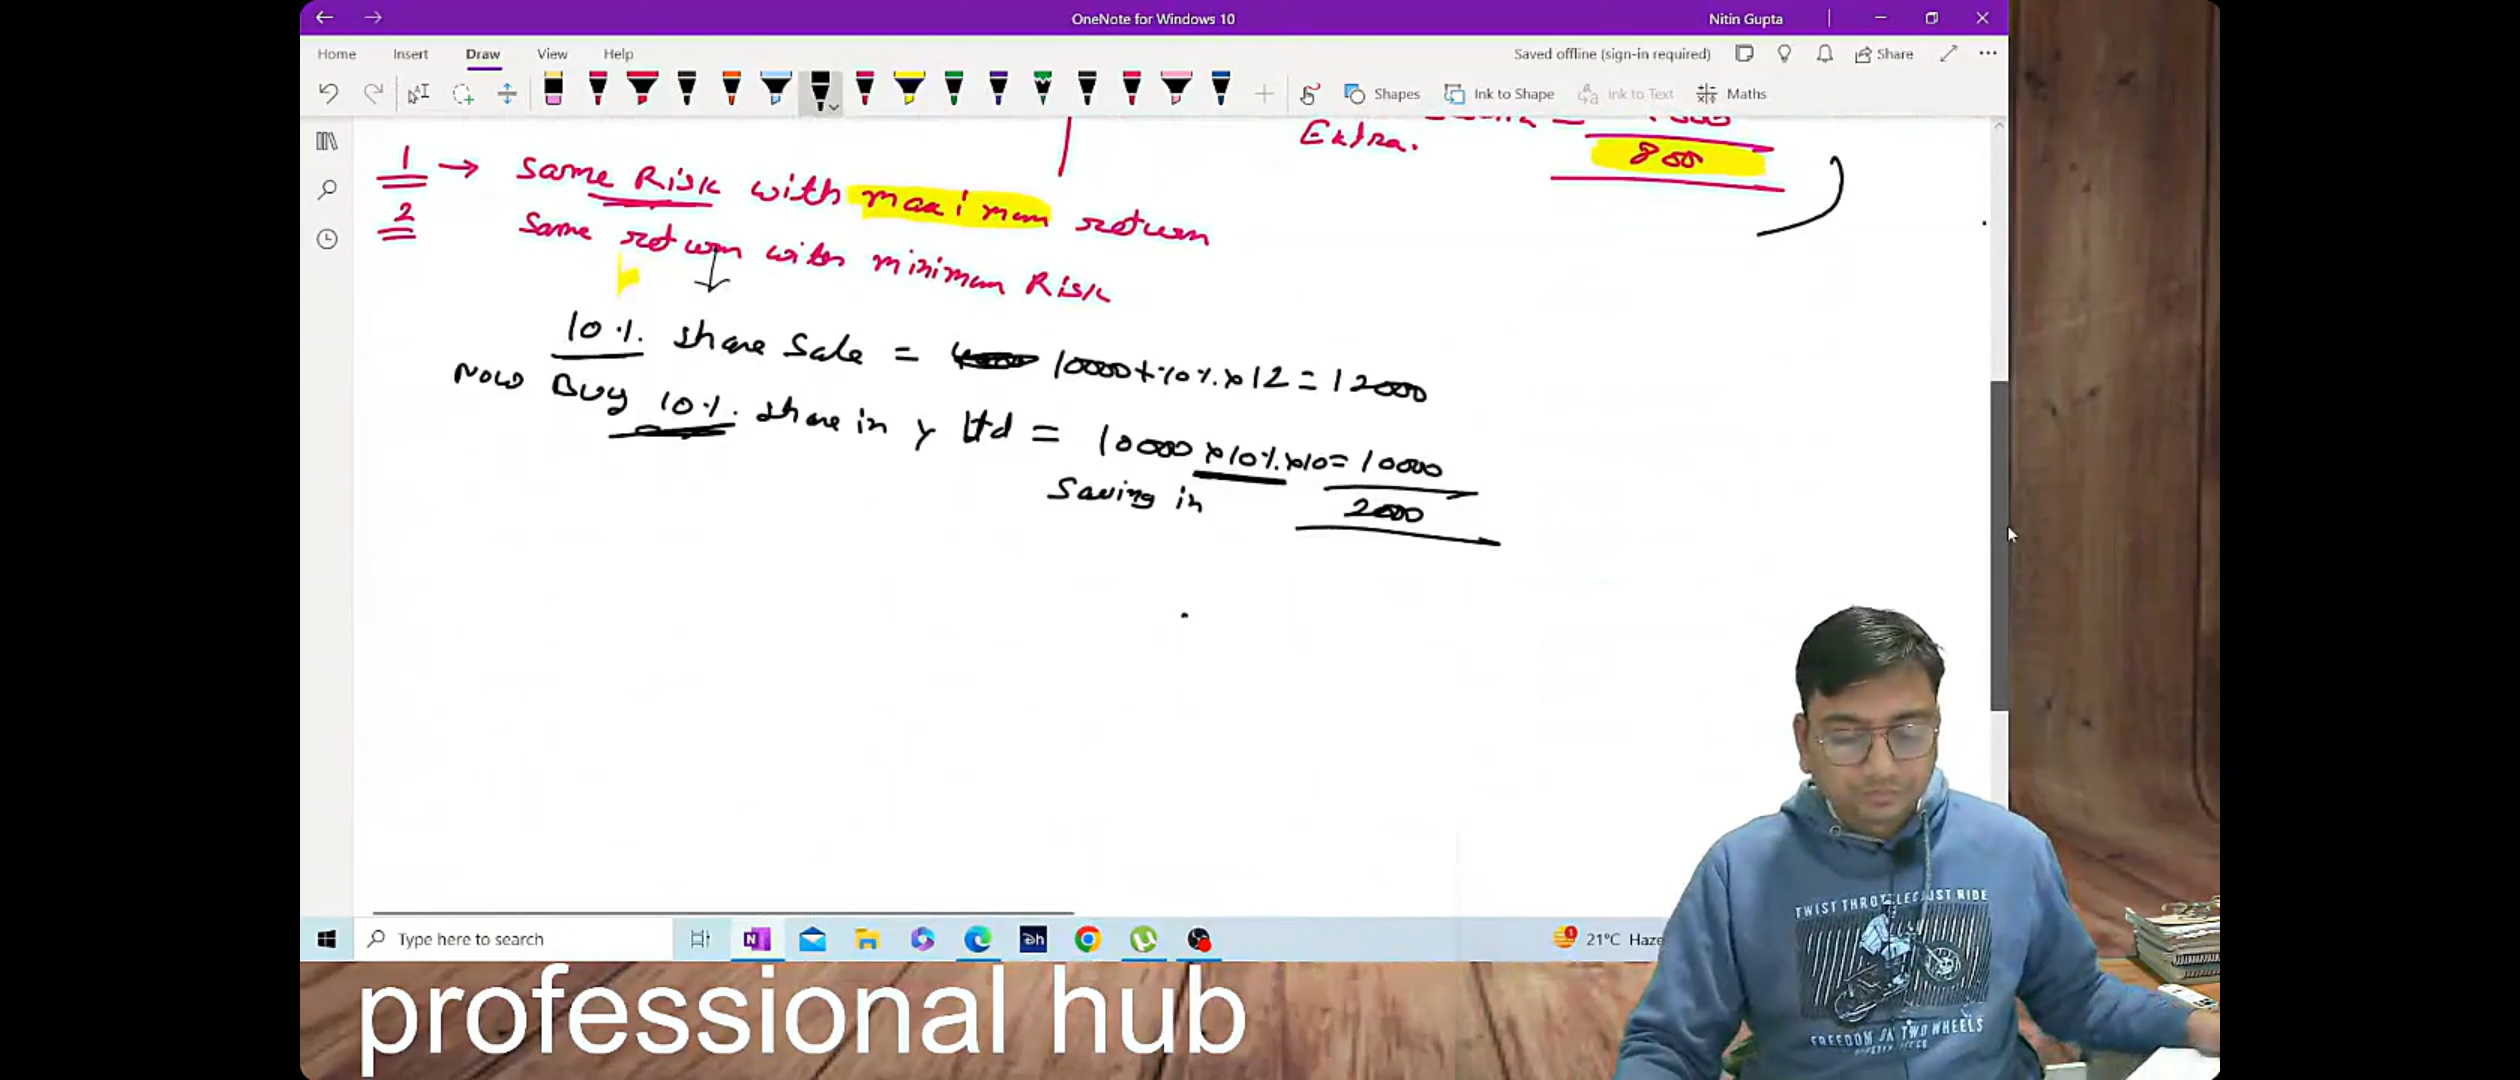 OneNote for Windows 10
Nitin Gupta
Home Insert Draw View Help
Saved offline (sign-in required)
Share
Shapes
Ink to Shape
Ink to Text
Maths
Extra.
800
1 → Same Risk with maximum return
2 Same return with minimum Risk
10%. Share Sale = 10000+10%.x12 = 12000
Now Buy 10%. Share in y Ltd = 10000 x10%.x10= 10000
Saving in 2000
Type here to search
21°C Haze
TWIST THROTTLE JUST RIDE
FREEDOM ON TWO WHEELS
professional hub